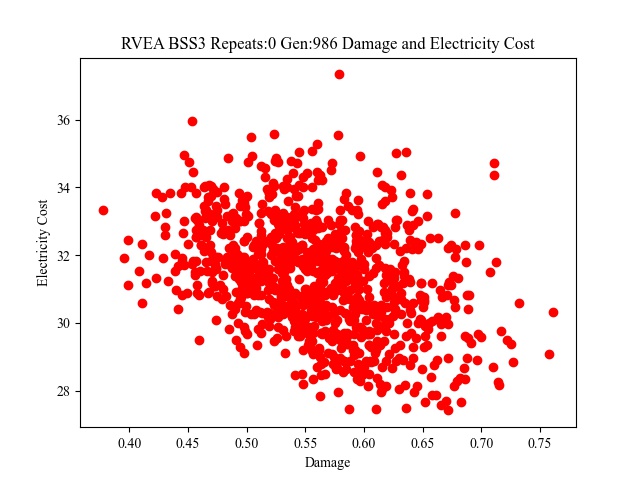 RVEA BSS3 Repeats:0 Gen:986 Damage and Electricity Cost
36
34
32
30
28
Electricity Cost
0.40 0.45 0.50 0.55 0.60 0.65 0.70 0.75
Damage